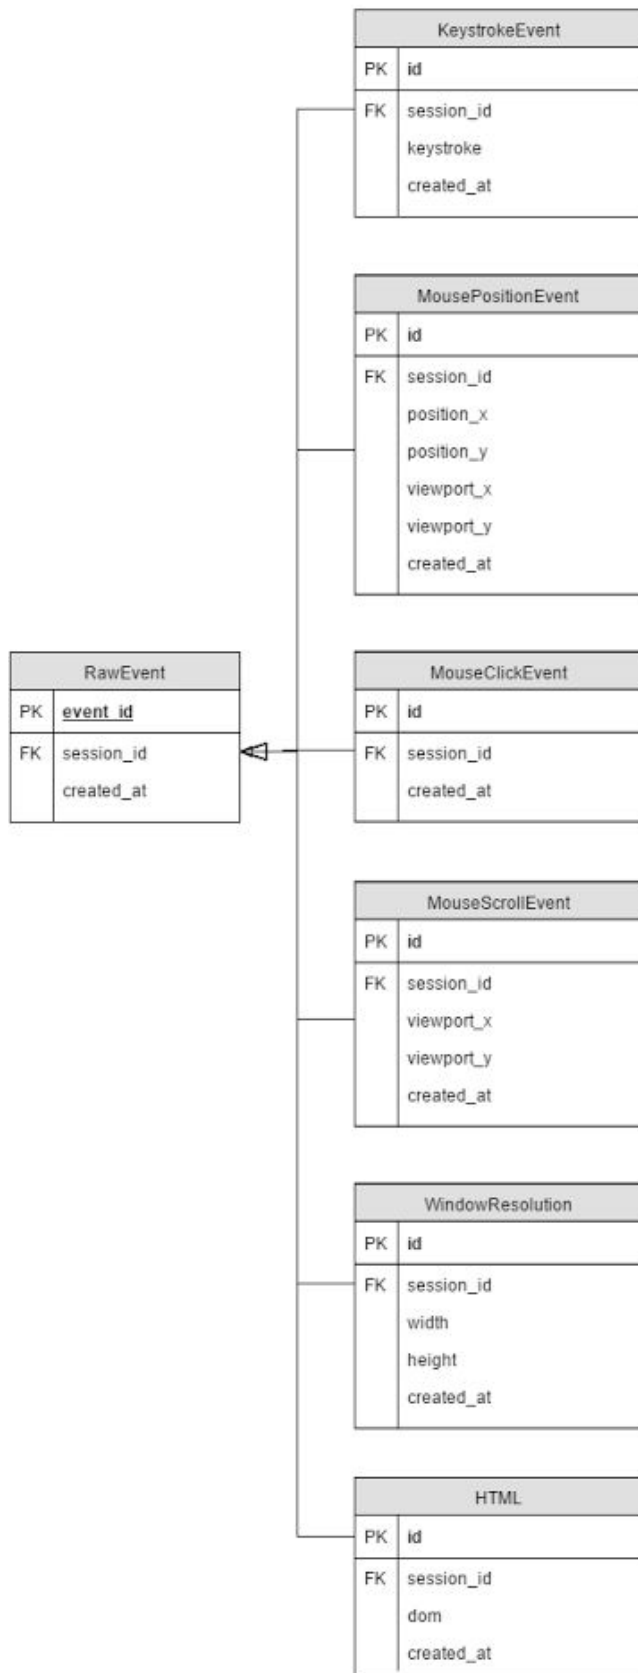 KeystrokeEvent
PK id
FK session_id
keystroke
created_at
MousePositionEvent
PK id
FK session_id
position_x
position_y
viewport_x
viewport_y
created_at
RawEvent
PK event_id
FK session_id
created_at
MouseClickEvent
PK id
FK session_id
created_at
MouseScrollEvent
PK id
FK session_id
viewport_x
viewport_y
created_at
WindowResolution
PK id
FK session_id
width
height
created_at
HTML
PK id
FK session_id
dom
created_at